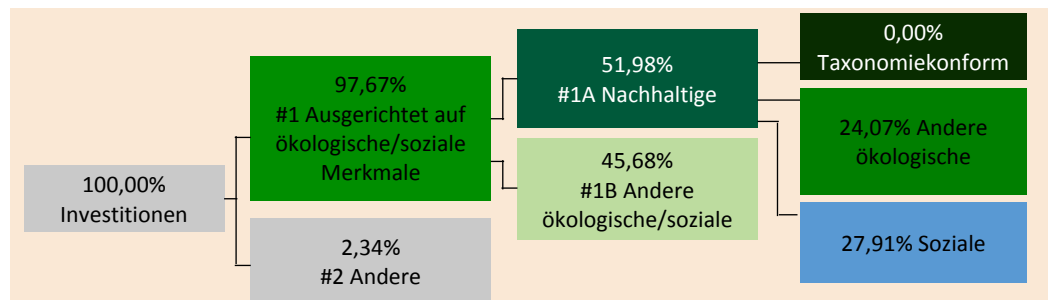 100,00%
Investitionen
97,67%
#1 Ausgerichtet auf
ökologische/soziale
Merkmale
2,34%
#2 Andere
51,98%
#1A Nachhaltige
45,68%
#1B Andere
ökologische/soziale
0,00%
Taxonomiekonform
24,07% Andere
ökologische
27,91% Soziale